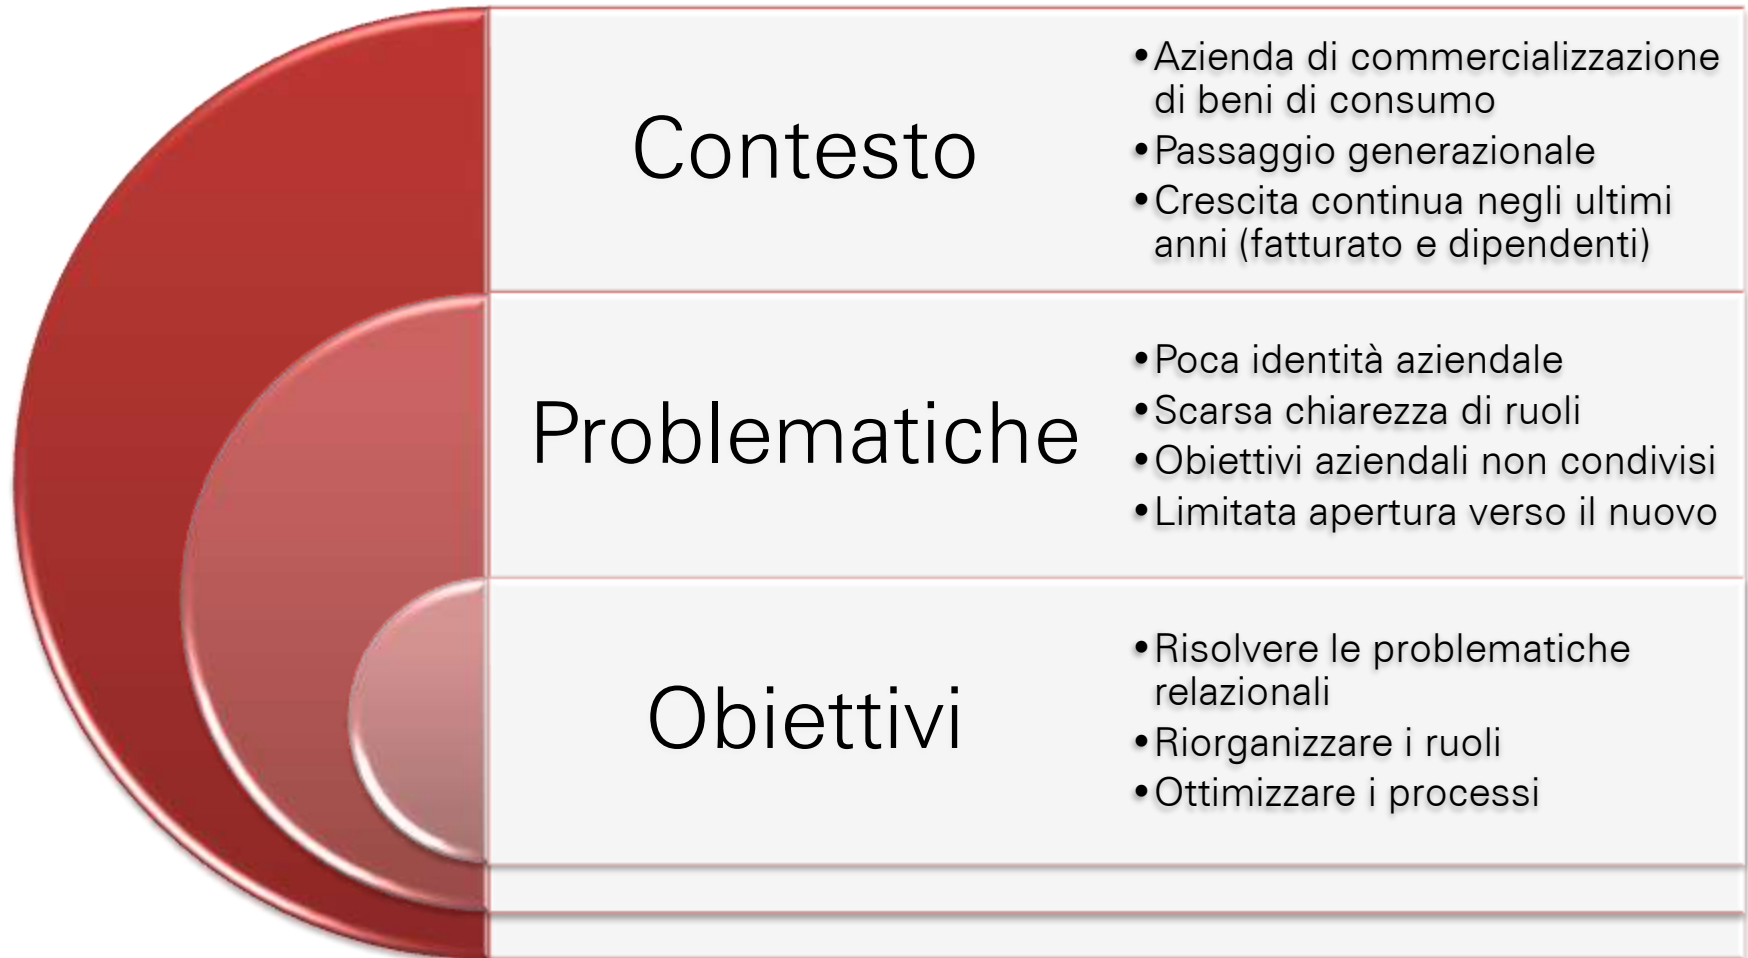 Contesto
•Azienda di commercializzazione
di beni di consumo
•Passaggio generazionale
•Crescita continua negli ultimi
anni (fatturato e dipendenti)
Problematiche
•Poca identità aziendale
•Scarsa chiarezza di ruoli
•Obiettivi aziendali non condivisi
•Limitata apertura verso il nuovo
Obiettivi
•Risolvere le problematiche
relazionali
•Riorganizzare i ruoli
•Ottimizzare i processi